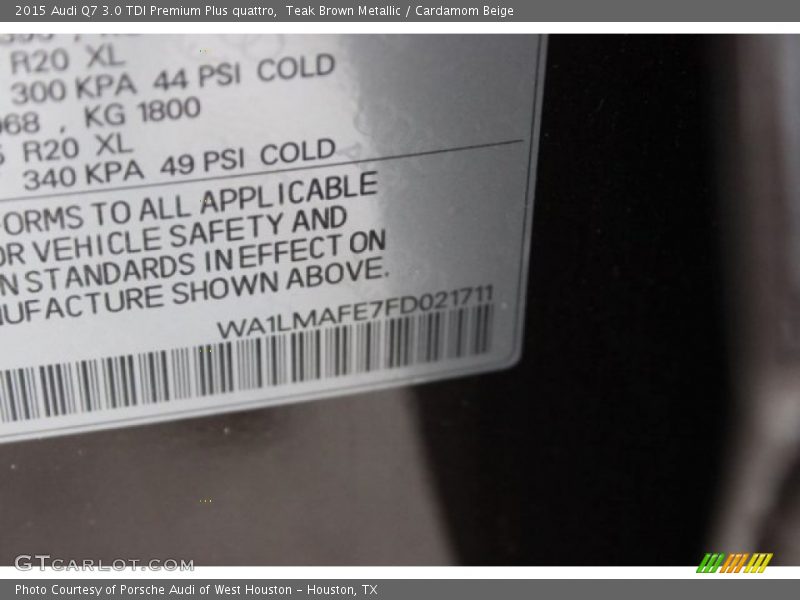 2015 Audi Q7 3.0 TDI Premium Plus quattro, Teak Brown Metallic / Cardamom Beige
R20 XL
300 KPA 44 PSI COLD
068 , KG 1800
R20 XL
340 KPA 49 PSI COLD
ORMS TO ALL APPLICABLE
OR VEHICLE SAFETY AND
N STANDARDS IN EFFECT ON
NUFACTURE SHOWN ABOVE.
WA1LMAFE7FD021711
GTCARLOT.COM
Photo Courtesy of Porsche Audi of West Houston - Houston, TX